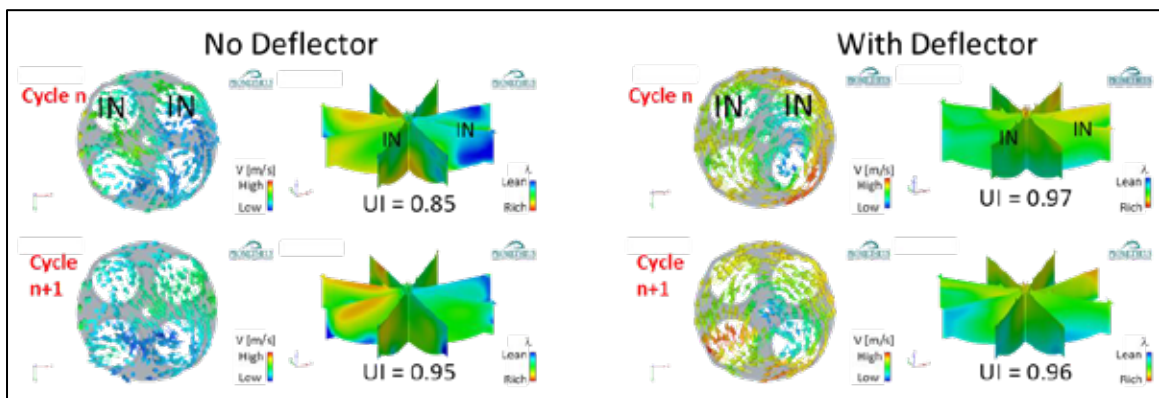 No Deflector
Cycle n
IN IN
IN IN
V [m/s]
High
Low
λ
Lean
Rich
UI = 0.85
Cycle
n+1
V [m/s]
High
Low
λ
Lean
Rich
UI = 0.95
With Deflector
Cycle n
IN IN
IN IN
V [m/s]
High
Low
λ
Lean
Rich
UI = 0.97
Cycle
n+1
V [m/s]
High
Low
λ
Lean
Rich
UI = 0.96